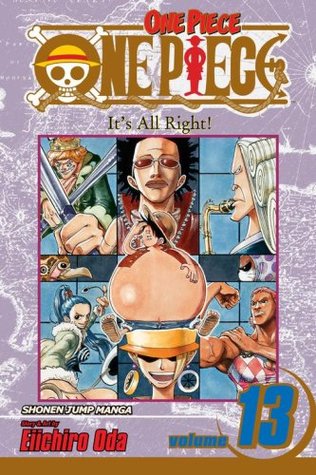 ONE PIECE
ONE PIECE
It's All Right!
SHONEN JUMP MANGA
Story & Art by
Eiichiro Oda
volume 13